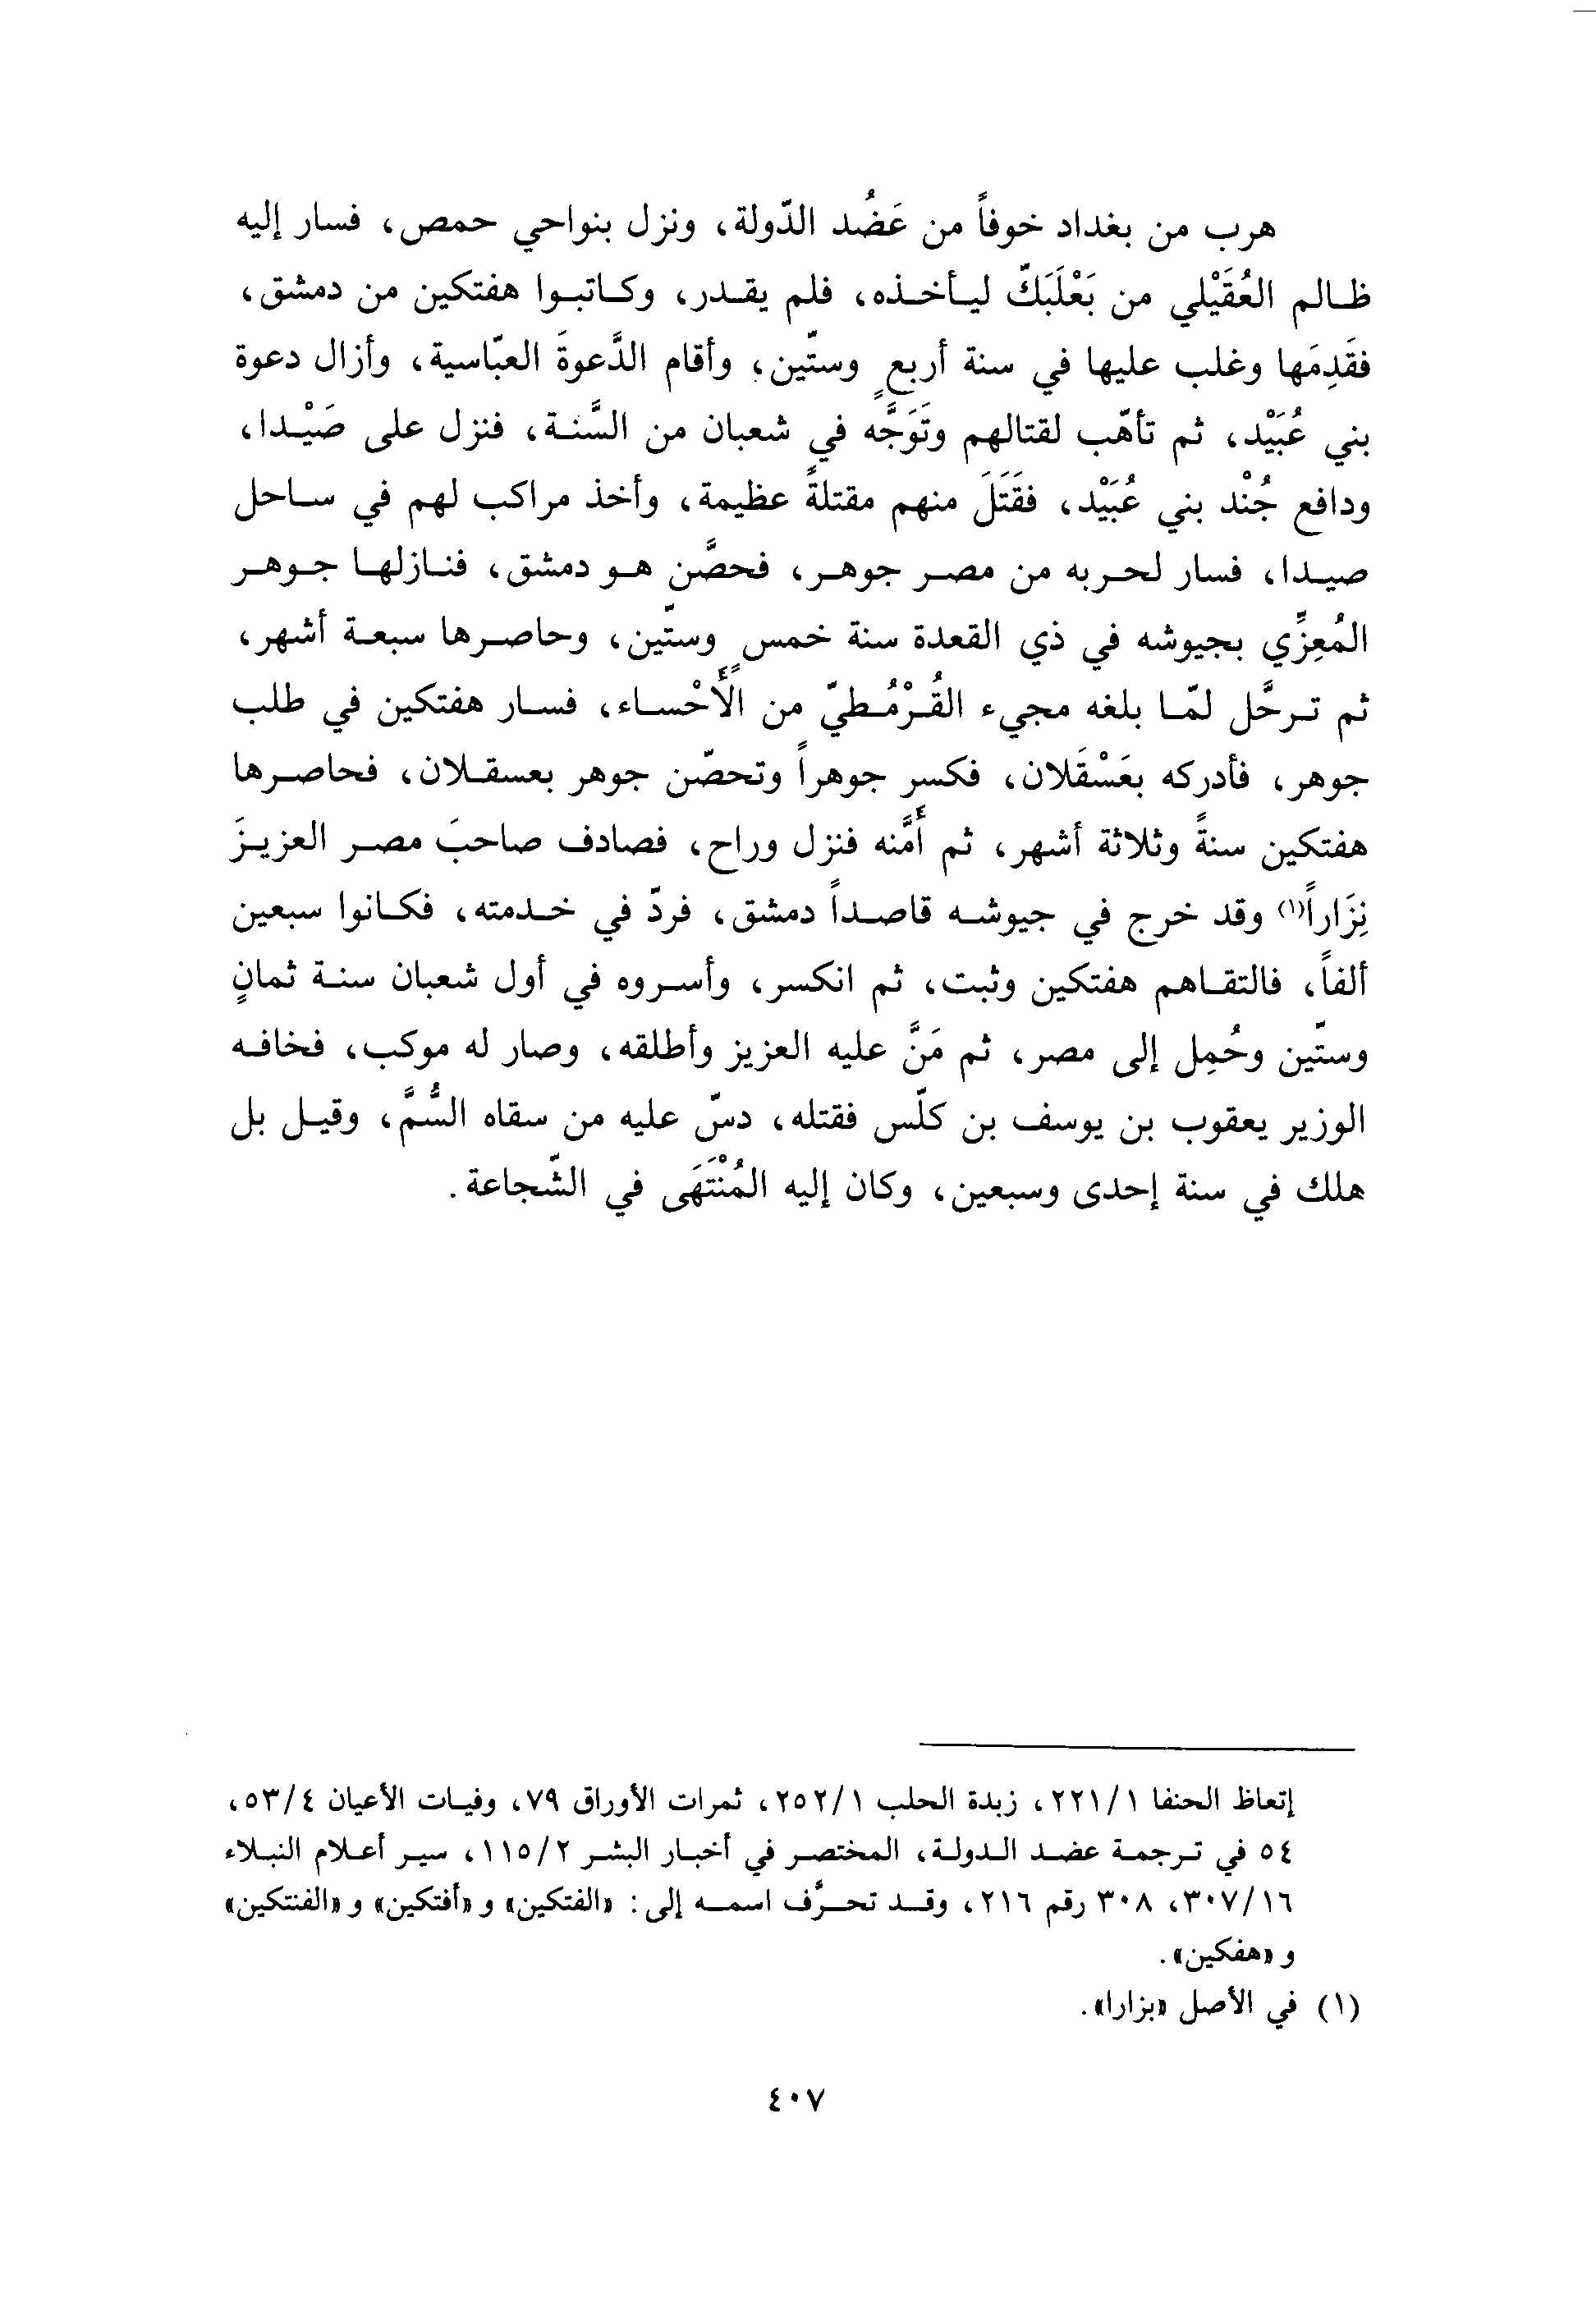 هرب من بغداد خوفاً من عَضُد الدّولة، ونزل بنواحي حمص، فسار إليه
ظالم العُقَيْلي من بَعْلَبَكّ ليأخذه، فلم يقدر، وكاتبوا هفتكين من دمشق،
فقَدِمَها وغلب عليها في سنة أربعٍ وستّين، وأقام الدَّعوةَ العبّاسية، وأزال دعوة
بني عُبَيْد، ثم تأهّب لقتالهم وتَوَجَّه في شعبان من السَّنة، فنزل على صَيْدا،
ودافع جُنْد بني عُبَيْد، فقَتَلَ منهم مقتلةً عظيمة، وأخذ مراكب لهم في ساحل
صيدا، فسار لحربه من مصر جوهر، فحصَّن هو دمشق، فنازلها جوهر
المُعِزِّي بجيوشه في ذي القعدة سنة خمسٍ وستّين، وحاصرها سبعة أشهر،
ثم ترحَّل لمّا بلغه مجيء القُرْمُطيّ من الأَحْساء، فسار هفتكين في طلب
جوهر، فأدركه بعَسْقَلان، فكسر جوهراً وتحصّن جوهر بعسقلان، فحاصرها
هفتكين سنةً وثلاثة أشهر، ثم أَمَّنه فنزل وراح، فصادف صاحبَ مصر العزيزَ
نِزَاراً(١) وقد خرج في جيوشه قاصداً دمشق، فردّ في خدمته، فكانوا سبعين
ألفاً، فالتقاهم هفتكين وثبت، ثم انكسر، وأسروه في أول شعبان سنة ثمانٍ
وستّين وحُمِل إلى مصر، ثم مَنَّ عليه العزيز وأطلقه، وصار له موكب، فخافه
الوزير يعقوب بن يوسف بن كلّس فقتله، دسّ عليه من سقاه السُّمَّ، وقيل بل
هلك في سنة إحدى وسبعين، وكان إليه المُنْتَهَى في الشّجاعة.
إتعاظ الحنفا ٢٢١/١، زبدة الحلب ٢٥٢/١، ثمرات الأوراق ٧٩، وفيات الأعيان ٥٣/٤،
٥٤ في ترجمة عضد الدولة، المختصر في أخبار البشر ١١٥/٢، سير أعلام النبلاء
٣٠٧/١٦، ٣٠٨ رقم ٢١٦، وقد تحرَّف اسمه إلى: «الفتكين» و«أفتكين» و«الفنتكين»
و«هفكين».
(١) في الأصل «بزارا».
٤٠٧